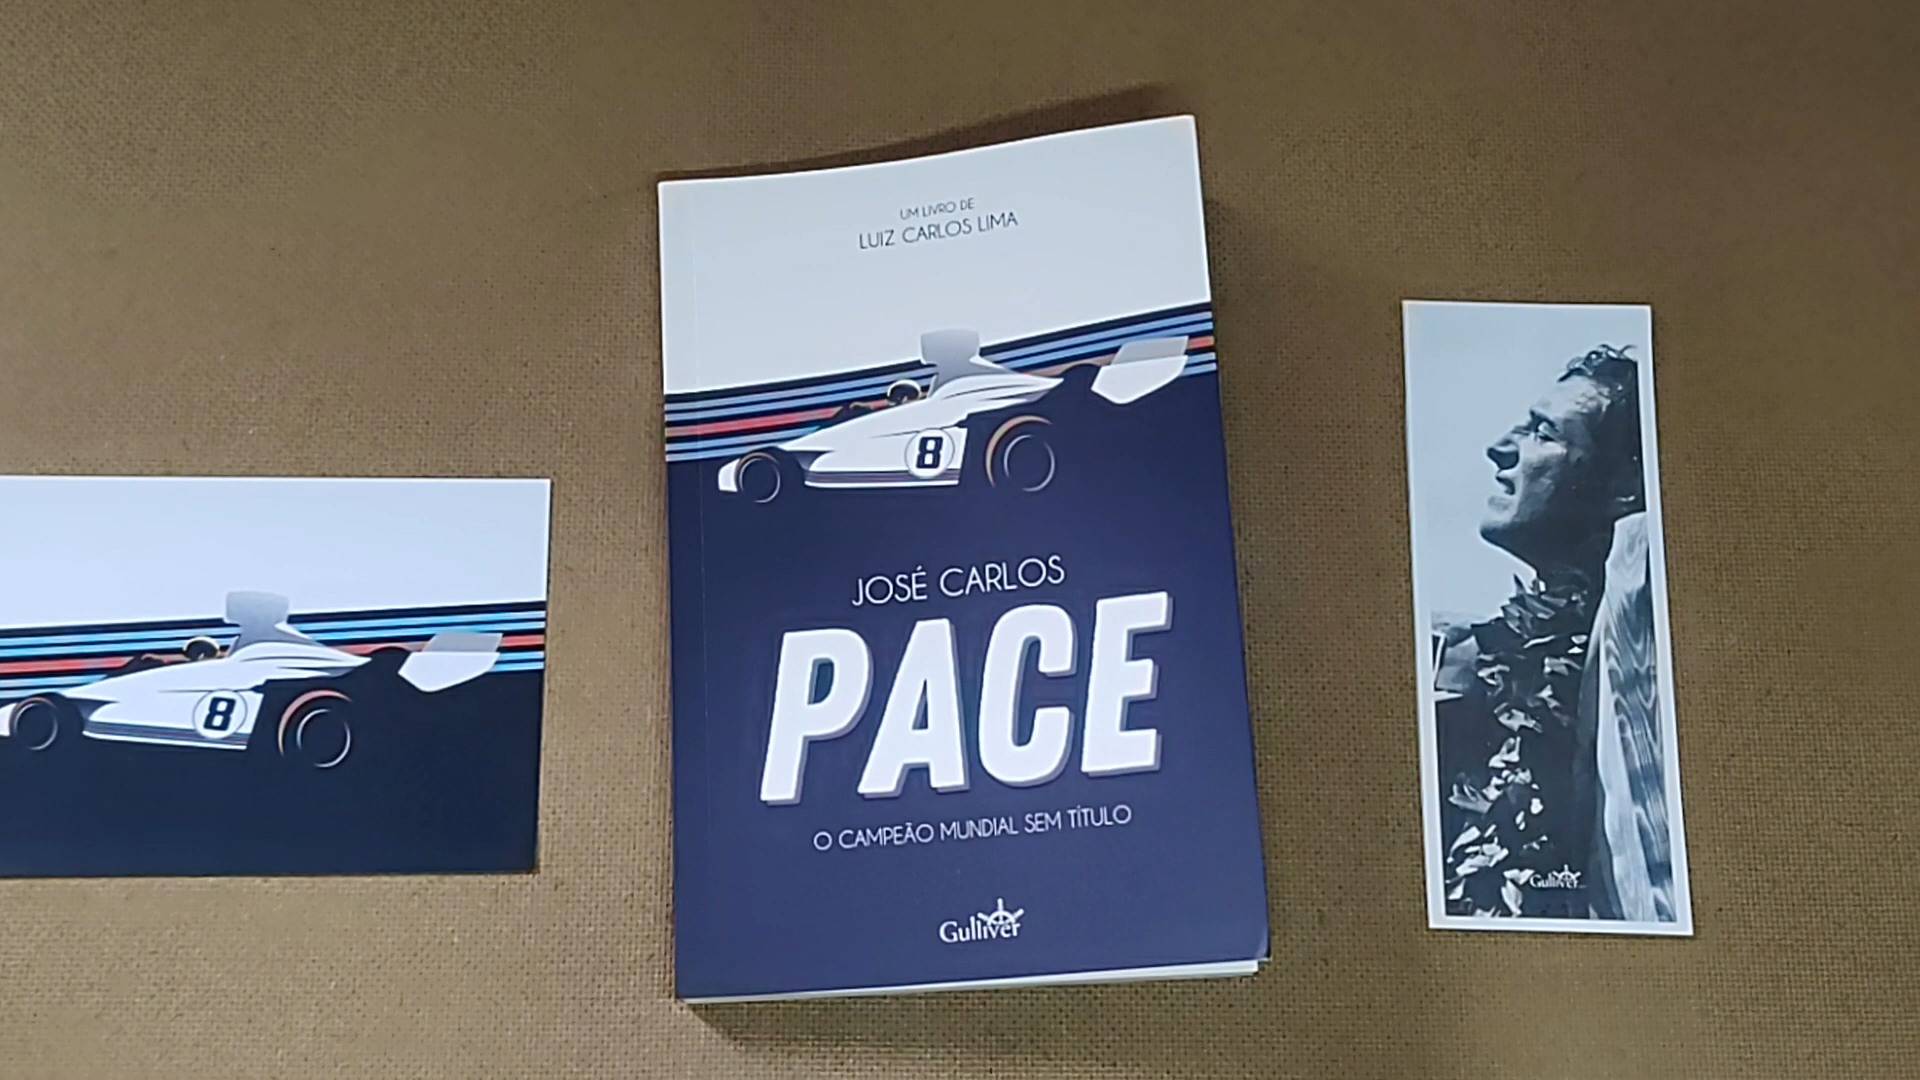 UM LIVRO DE
LUIZ CARLOS LIMA
8
JOSÉ CARLOS
PACE
O CAMPEÃO MUNDIAL SEM TÍTULO
Gulliver
8
Gulliver